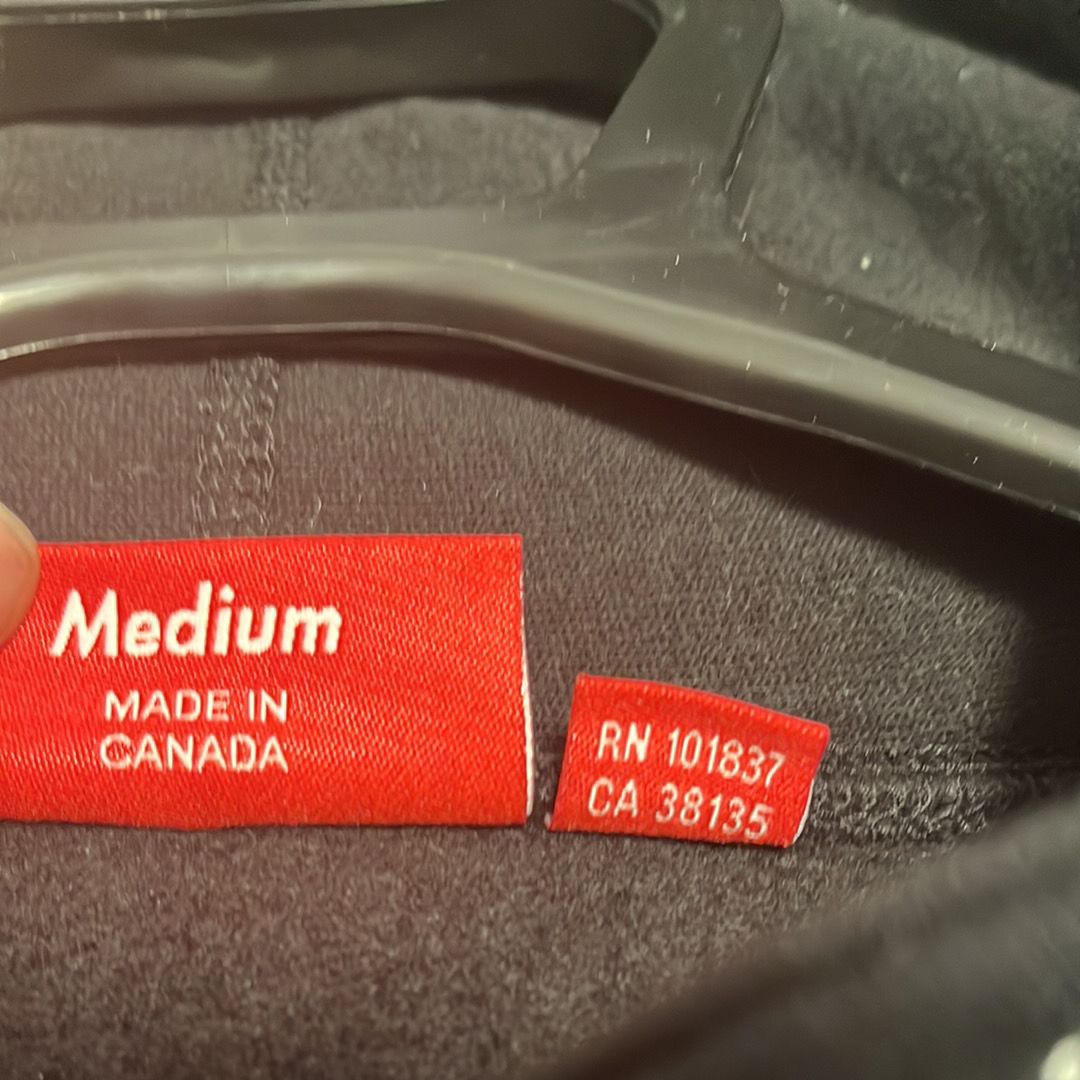 Medium
MADE IN
CANADA
RN 101837
CA 38135